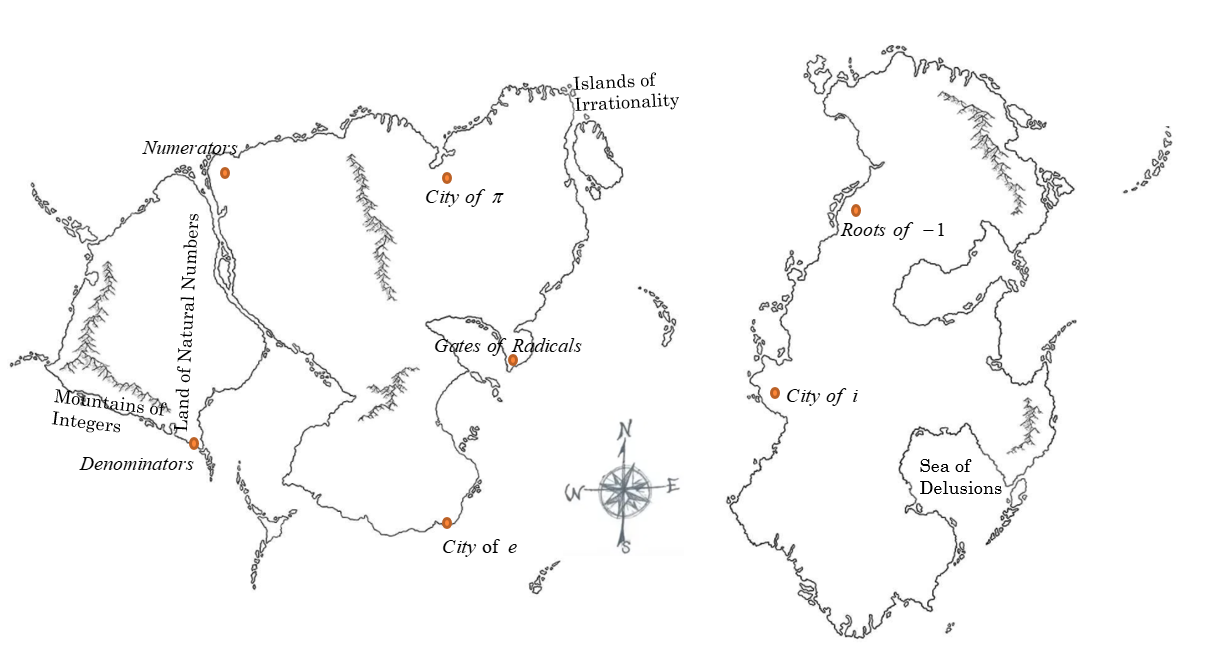 Islands of
Irrationality
Numerators
City of π
Roots of −1
Land of Natural Numbers
Gates of Radicals
Mountains of
Integers
City of i
Denominators
Sea of
Delusions
City of e
N
W
E
S